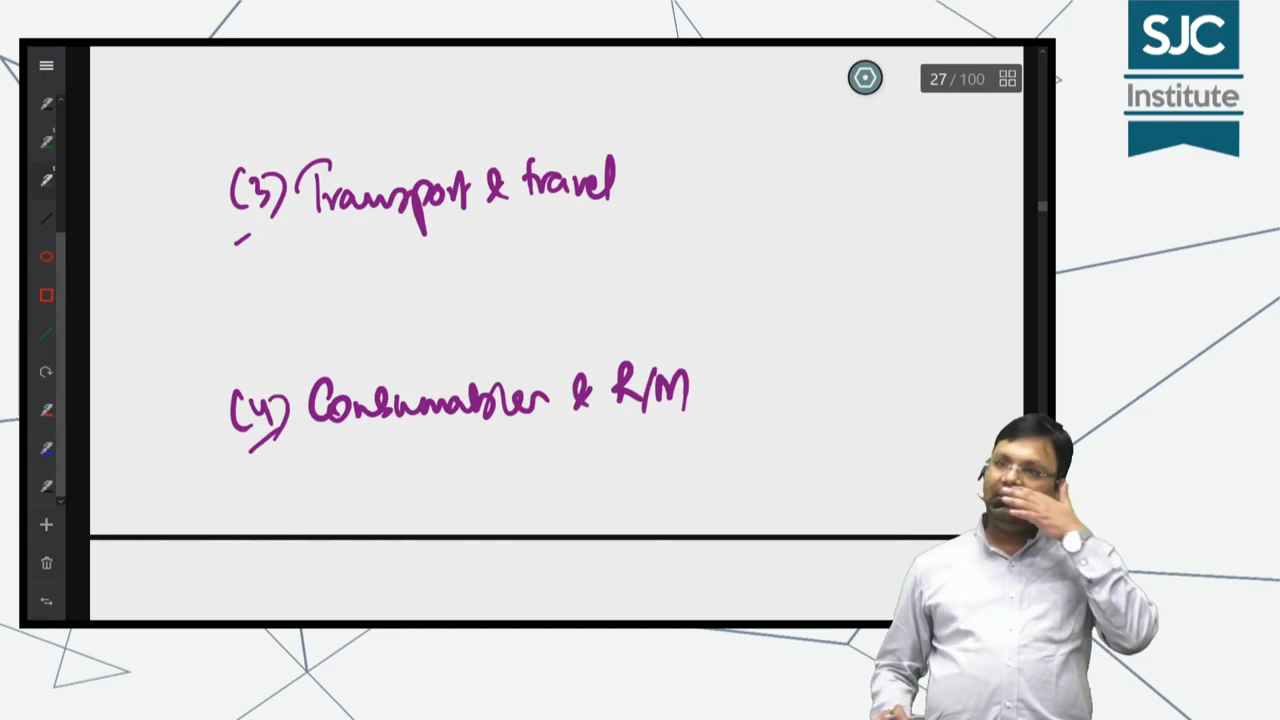 SJC
Institute
27 / 100
(3) Transport & travel
(4) Consumables & R/M